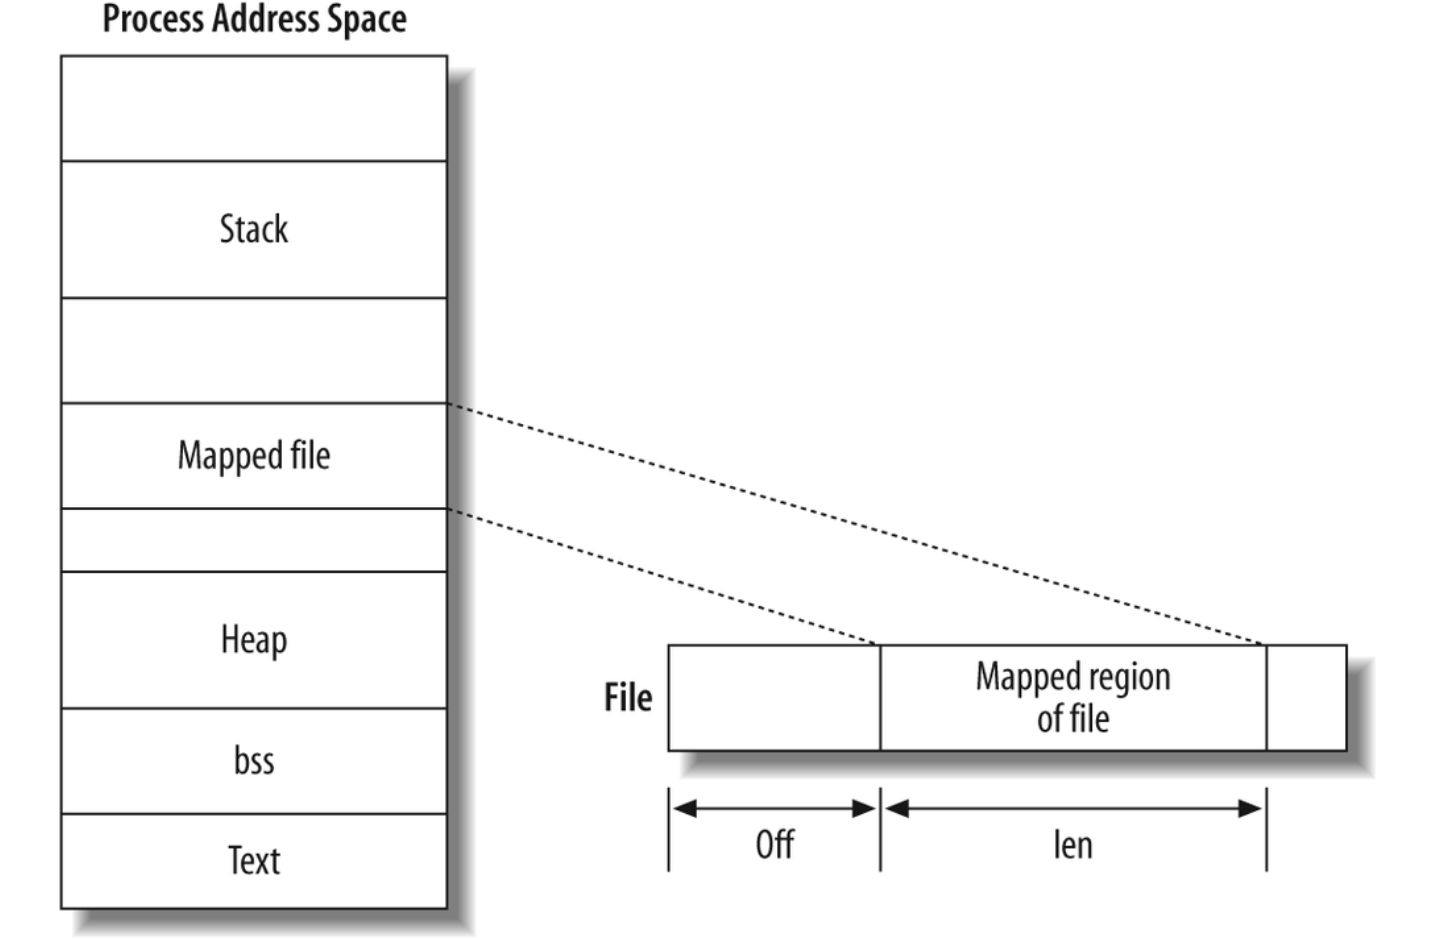 Process Address Space
Stack
Mapped file
Heap
bss
Text
File
Mapped region
of file
Off
len